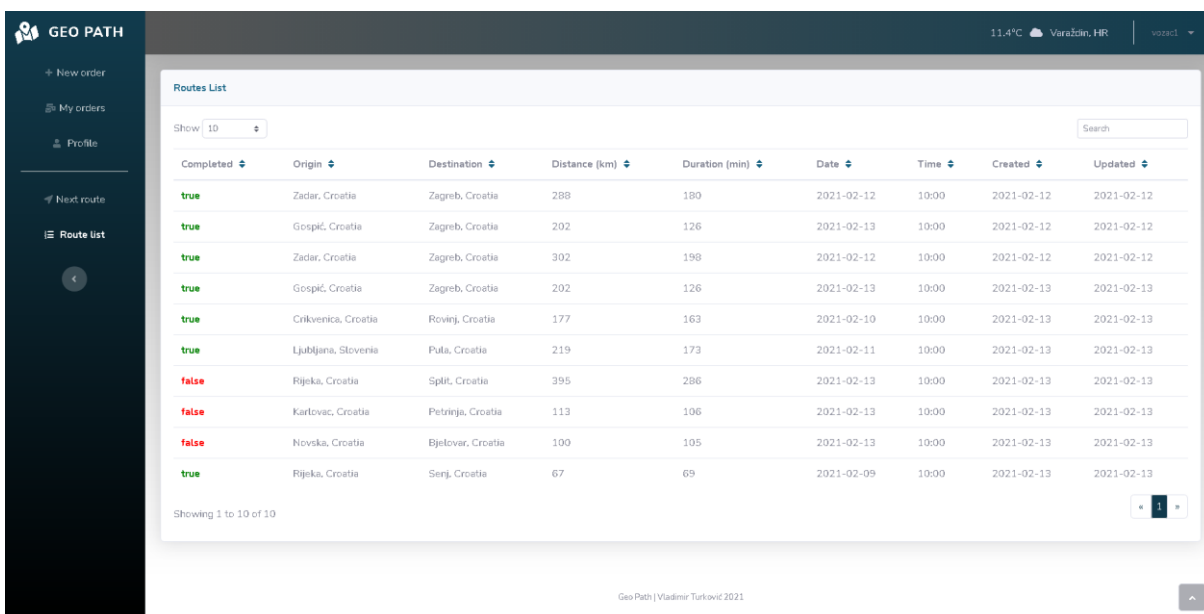 GEO PATH
11.4°C Varaždin, HR vozac1
+ New order
My orders
Profile
Next route
Route list
Routes List
Show 10
Search
Completed Origin Destination Distance (km) Duration (min) Date Time Created Updated
true Zadar, Croatia Zagreb, Croatia 288 180 2021-02-12 10:00 2021-02-12 2021-02-12
true Gospić, Croatia Zagreb, Croatia 202 126 2021-02-13 10:00 2021-02-12 2021-02-12
true Zadar, Croatia Zagreb, Croatia 302 198 2021-02-12 10:00 2021-02-12 2021-02-12
true Gospić, Croatia Zagreb, Croatia 202 126 2021-02-13 10:00 2021-02-13 2021-02-13
true Crikvenica, Croatia Rovinj, Croatia 177 163 2021-02-10 10:00 2021-02-13 2021-02-13
true Ljubljana, Slovenia Pula, Croatia 219 173 2021-02-11 10:00 2021-02-13 2021-02-13
false Rijeka, Croatia Split, Croatia 395 286 2021-02-13 10:00 2021-02-13 2021-02-13
false Karlovac, Croatia Petrinja, Croatia 113 106 2021-02-13 10:00 2021-02-13 2021-02-13
false Novska, Croatia Bjelovar, Croatia 100 105 2021-02-13 10:00 2021-02-13 2021-02-13
true Rijeka, Croatia Senj, Croatia 67 69 2021-02-09 10:00 2021-02-13 2021-02-13
Showing 1 to 10 of 10
« 1 »
Geo Path | Vladimir Turković 2021